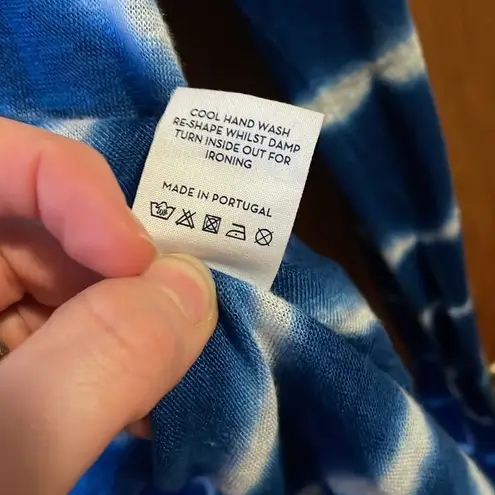 COOL HAND WASH
RE-SHAPE WHILST DAMP
TURN INSIDE OUT FOR
IRONING
MADE IN PORTUGAL